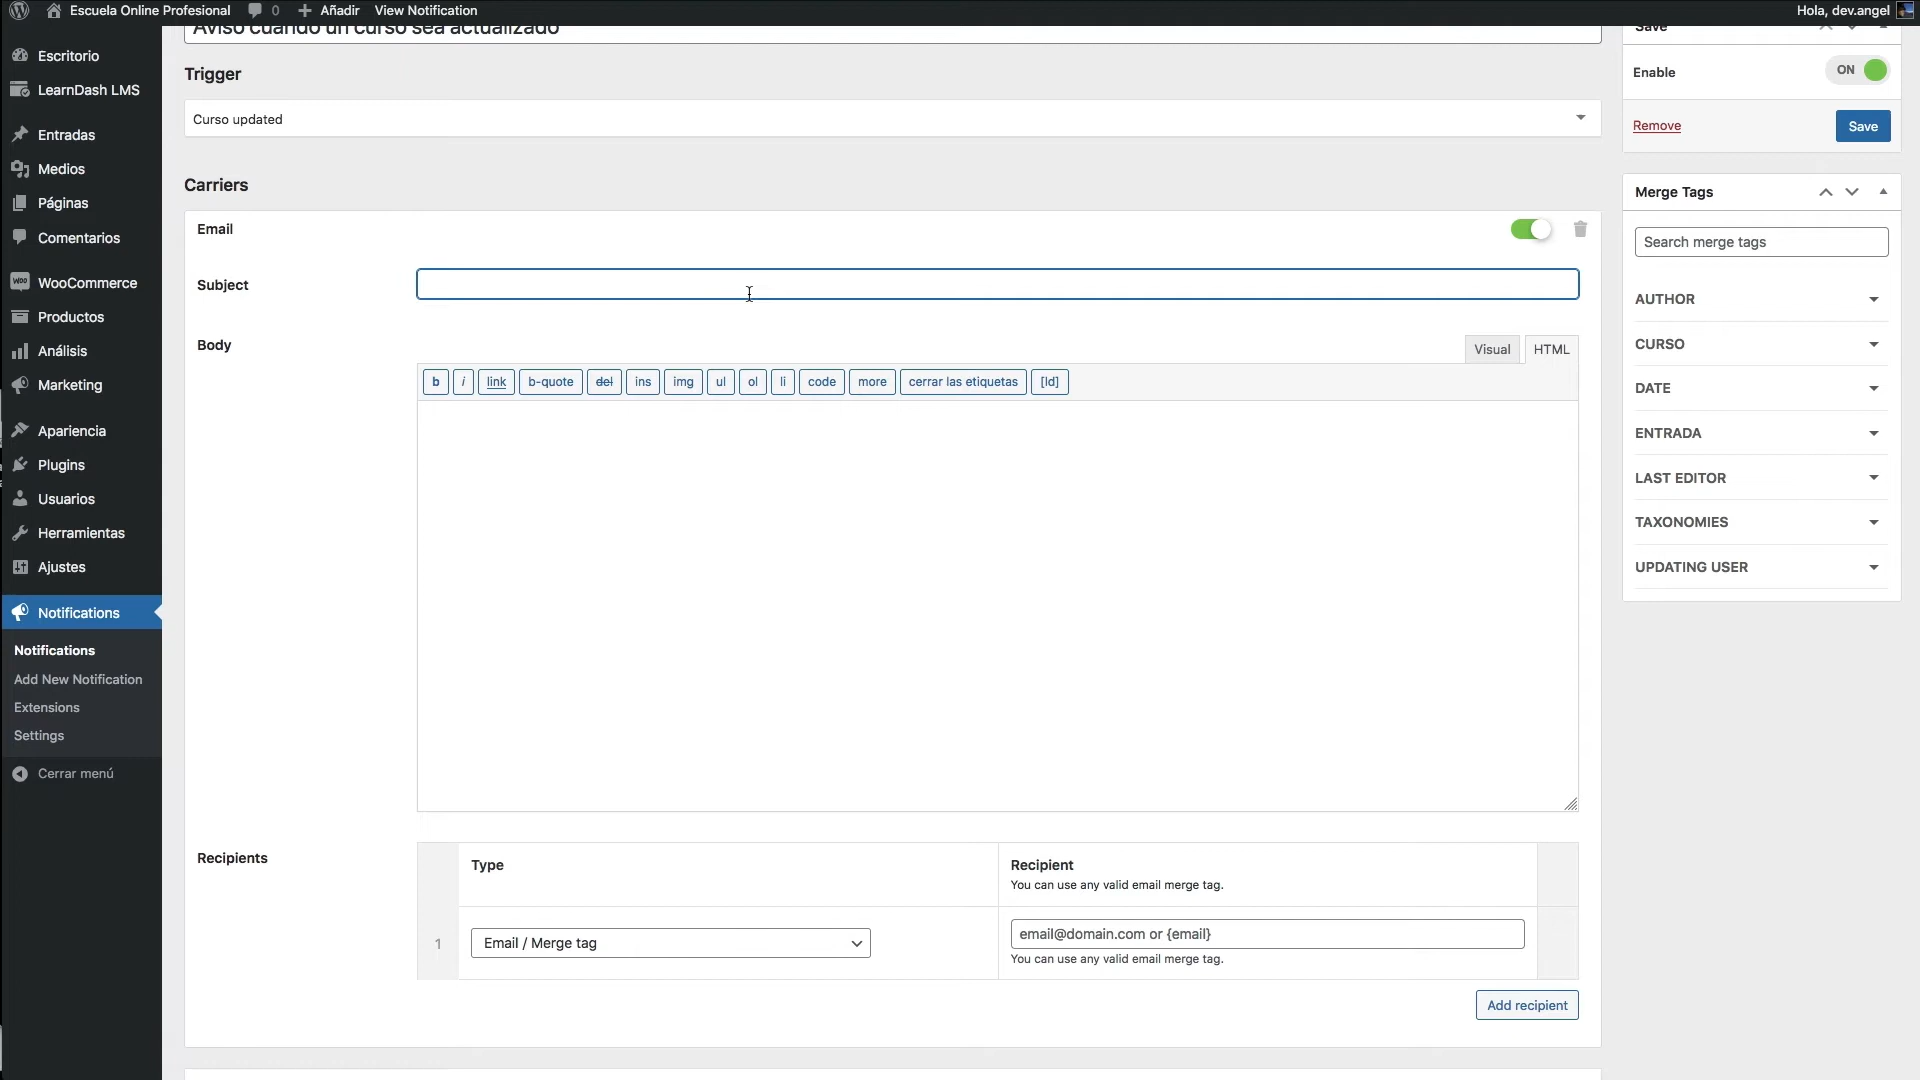 Escuela Online Profesional
0
Añadir
View Notification
Hola, dev.angel
Escritorio
LearnDash LMS
Entradas
Medios
Páginas
Comentarios
WooCommerce
Productos
Análisis
Marketing
Apariencia
Plugins
Usuarios
Herramientas
Ajustes
Notifications
Notifications
Add New Notification
Extensions
Settings
Cerrar menú
Aviso cuando un curso sea actualizado
Trigger
Curso updated
Carriers
Email
Subject
Body
Visual
HTML
b
i
link
b-quote
del
ins
img
ul
ol
li
code
more
cerrar las etiquetas
[ld]
Recipients
Type
Recipient
You can use any valid email merge tag.
1
Email / Merge tag
email@domain.com or {email}
You can use any valid email merge tag.
Add recipient
Save
Enable
ON
Remove
Save
Merge Tags
Search merge tags
AUTHOR
CURSO
DATE
ENTRADA
LAST EDITOR
TAXONOMIES
UPDATING USER